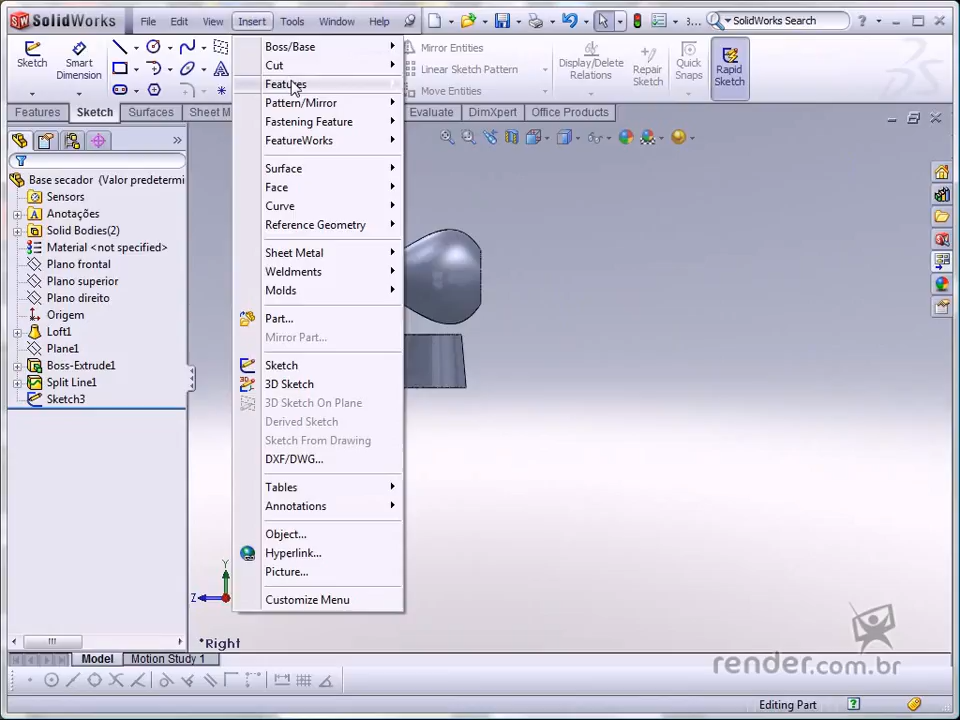 SolidWorks File Edit View Insert Tools Window Help 3... SolidWorks Search ?
Sketch Smart Dimension
Mirror Entities
Linear Sketch Pattern
Move Entities
Display/Delete Relations
Repair Sketch
Quick Snaps
Rapid Sketch
Features Sketch Surfaces Sheet M Evaluate DimXpert Office Products
Base secador (Valor predetermi
Sensors
Anotações
Solid Bodies(2)
Material <not specified>
Plano frontal
Plano superior
Plano direito
Origem
Loft1
Plane1
Boss-Extrude1
Split Line1
Sketch3
Boss/Base
Cut
Features
Pattern/Mirror
Fastening Feature
FeatureWorks
Surface
Face
Curve
Reference Geometry
Sheet Metal
Weldments
Molds
Part...
Mirror Part...
Sketch
3D Sketch
3D Sketch On Plane
Derived Sketch
Sketch From Drawing
DXF/DWG...
Tables
Annotations
Object...
Hyperlink...
Picture...
Customize Menu
Y
Z
*Right
render.com.br
Model Motion Study 1
Editing Part